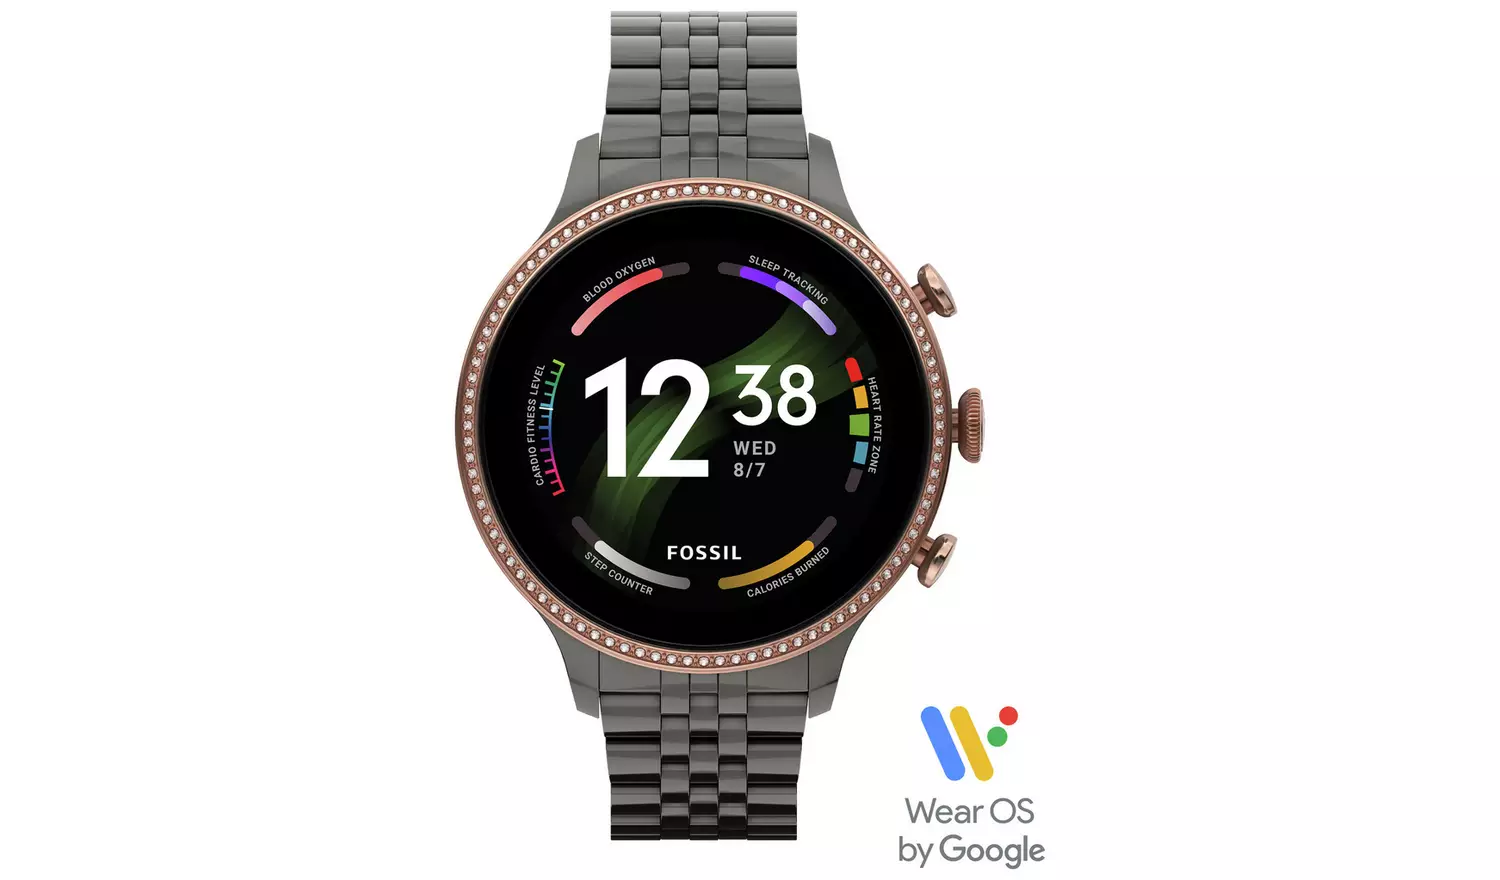 BLOOD OXYGEN
SLEEP TRACKING
CARDIO FITNESS LEVEL
12
38
WED
8/7
HEART RATE ZONE
FOSSIL
STEP COUNTER
CALORIES BURNED
Wear OS
by Google